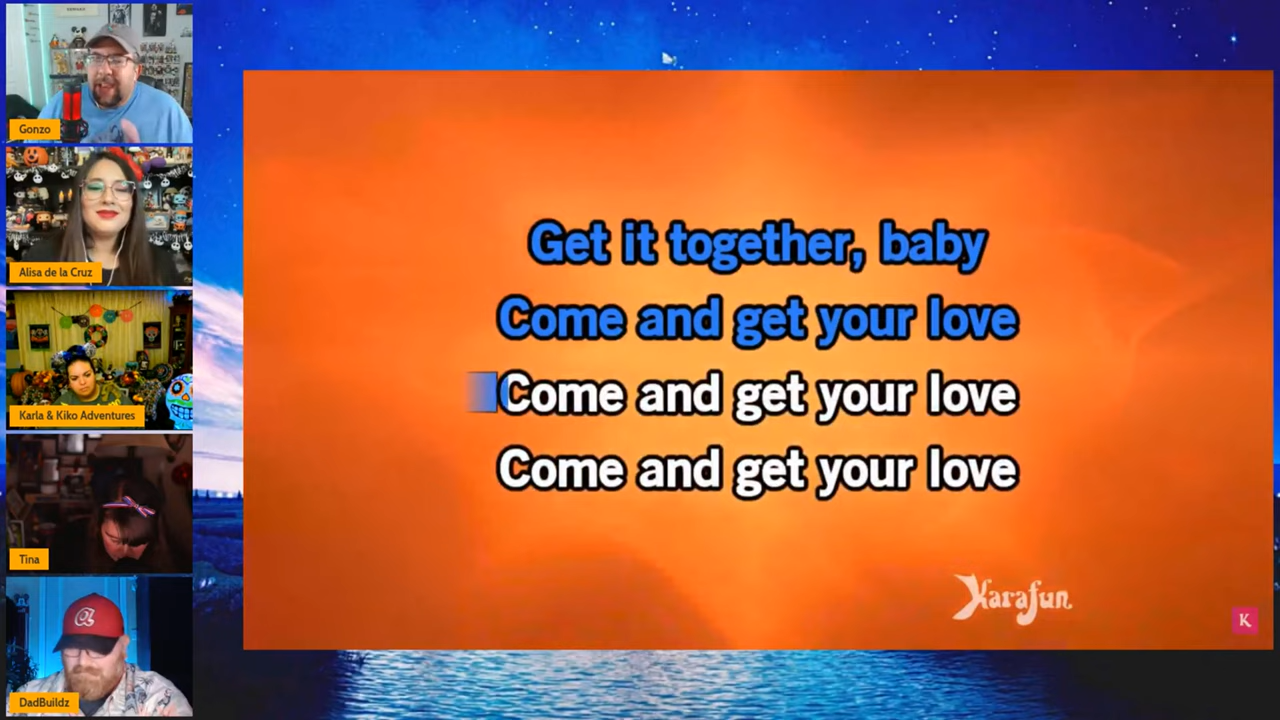 Gonzo
Alisa de la Cruz
Karla & Kiko Adventures
Tina
DadBuildz
Get it together, baby
Come and get your love
Come and get your love
Come and get your love
Karafun
K